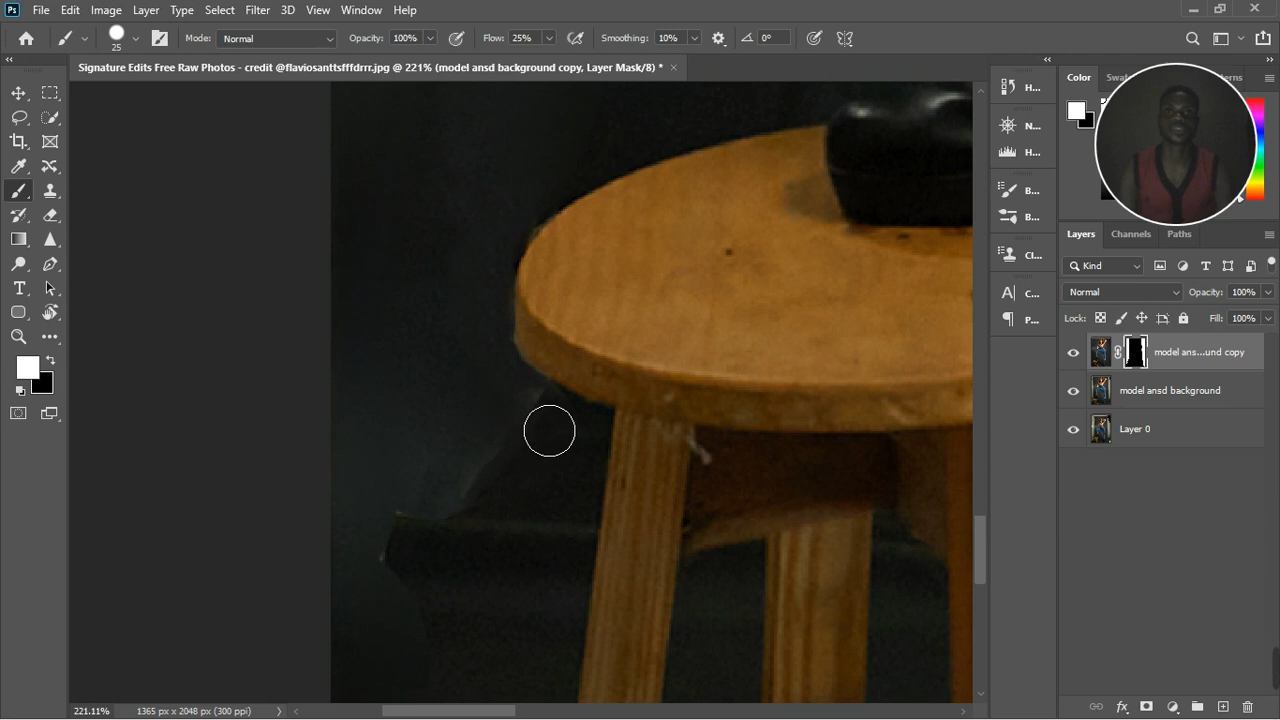 Ps File Edit Image Layer Type Select Filter 3D View Window Help
25 Mode: Normal Opacity: 100% Flow: 25% Smoothing: 10% 0°
Signature Edits Free Raw Photos - credit @flaviosanttsfffdrrr.jpg @ 221% (model ansd background copy, Layer Mask/8) *
H...
N...
H...
B...
B...
Cl...
A| C...
P...
Color Swa
Layers Channels Paths
Kind
Normal Opacity: 100%
Lock: Fill: 100%
model ans...und copy
model ansd background
Layer 0
221.11% 1365 px x 2048 px (300 ppi)